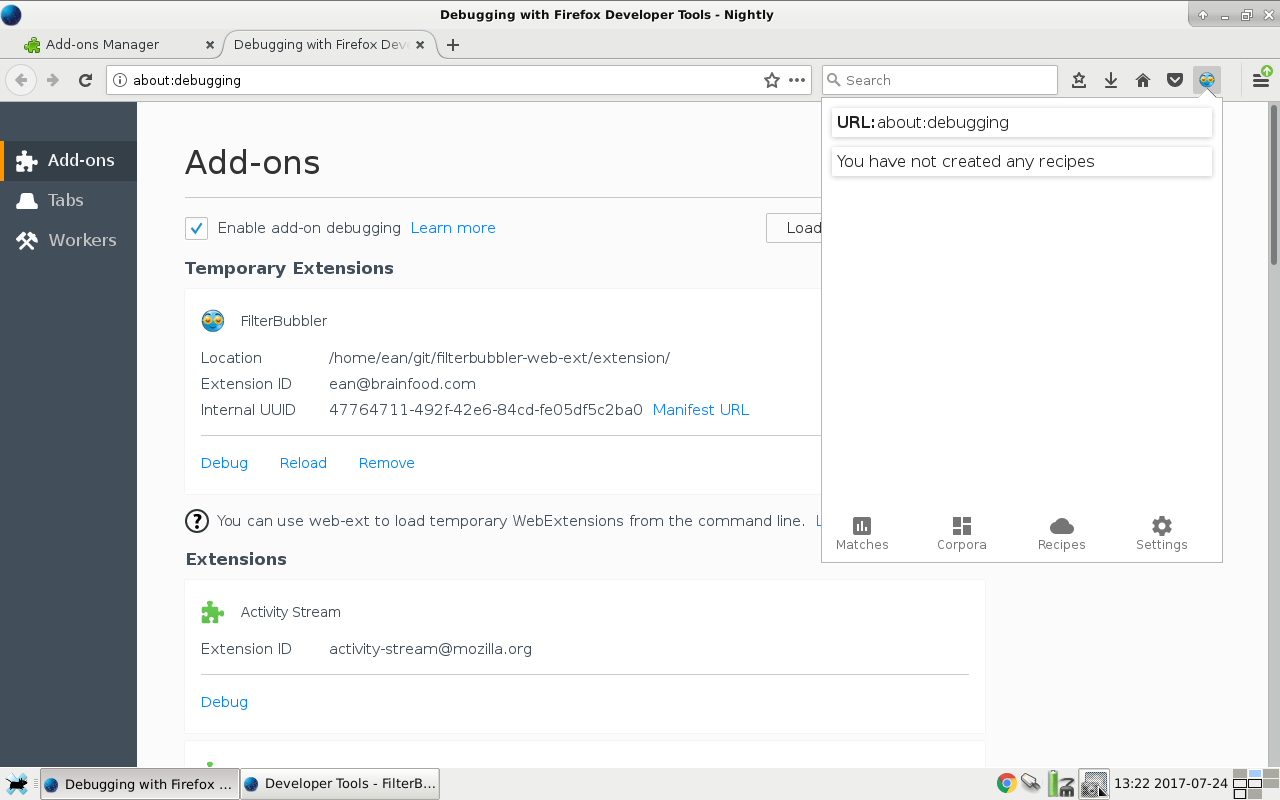 Debugging with Firefox Developer Tools - Nightly
Add-ons Manager
Debugging with Firefox Dev
about:debugging
Search
URL:about:debugging
You have not created any recipes
Matches
Corpora
Recipes
Settings
Add-ons
Tabs
Workers
Add-ons
Enable add-on debugging Learn more
Load
Temporary Extensions
FilterBubbler
Location /home/ean/git/filterbubbler-web-ext/extension/
Extension ID ean@brainfood.com
Internal UUID 47764711-492f-42e6-84cd-fe05df5c2ba0 Manifest URL
Debug Reload Remove
You can use web-ext to load temporary WebExtensions from the command line. L
Extensions
Activity Stream
Extension ID activity-stream@mozilla.org
Debug
Debugging with Firefox ...
Developer Tools - FilterB...
13:22 2017-07-24